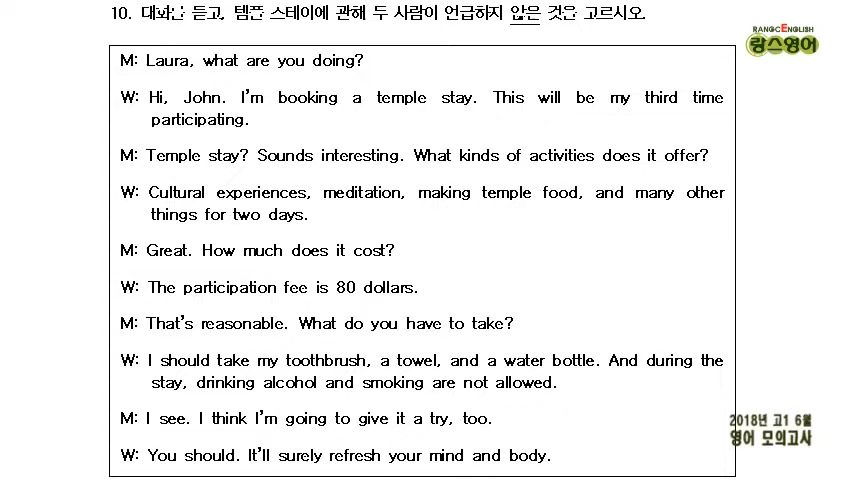 10. 대화를 듣고, 템플 스테이에 관해 두 사람이 언급하지 않은 것을 고르시오.
RANGCENGLISH
랑스영어
M: Laura, what are you doing?
W: Hi, John. I'm booking a temple stay. This will be my third time
participating.
M: Temple stay? Sounds interesting. What kinds of activities does it offer?
W: Cultural experiences, meditation, making temple food, and many other
things for two days.
M: Great. How much does it cost?
W: The participation fee is 80 dollars.
M: That's reasonable. What do you have to take?
W: I should take my toothbrush, a towel, and a water bottle. And during the
stay, drinking alcohol and smoking are not allowed.
M: I see. I think I'm going to give it a try, too.
W: You should. It'll surely refresh your mind and body.
2018년 고1 6월
영어 모의고사